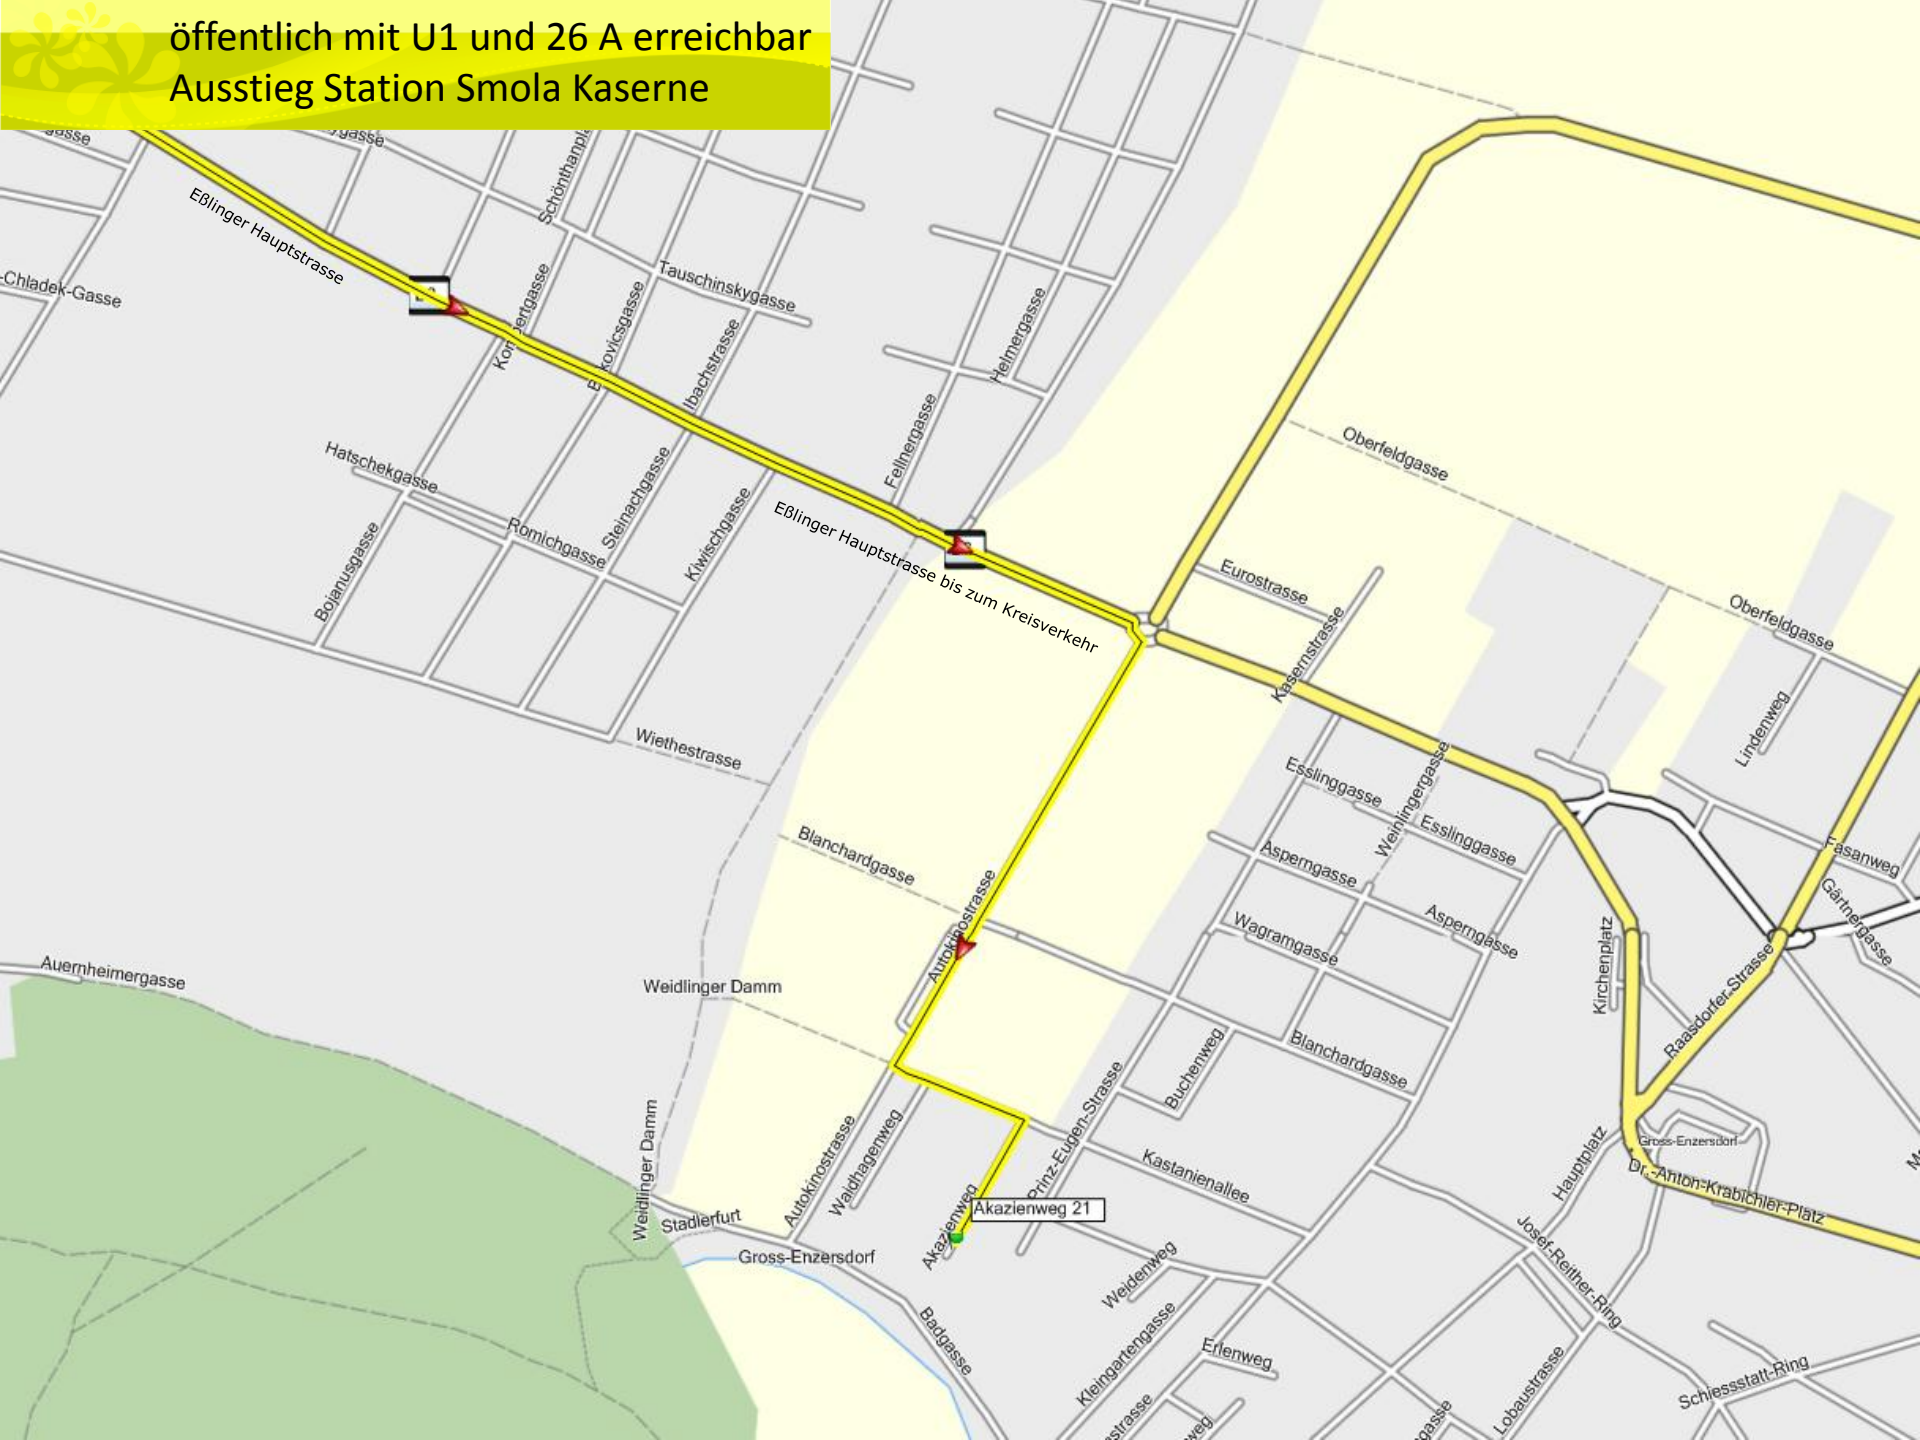 öffentlich mit U1 und 26 A erreichbar
Ausstieg Station Smola Kaserne
Eßlinger Hauptstrasse
-Chladek-Gasse
Tauschinskygasse
Ibachstrasse
Helmergasse
Fellnergasse
Hatschekgasse
Romichgasse
Steinachgasse
Kiwischgasse
Bojanusgasse
Eßlinger Hauptstrasse bis zum Kreisverkehr
Oberfeldgasse
Eurostrasse
Kasernstrasse
Oberfeldgasse
Lindenweg
Wiethestrasse
Esslinggasse
Weinlingergasse
Esslinggasse
Blanchardgasse
Asperngasse
Fasanweg
Gärtnergasse
Autokinostrasse
Wagramgasse
Asperngasse
Kirchenplatz
Raasdorfer-Strasse
Auernheimergasse
Weidlinger Damm
Blanchardgasse
Buchenweg
Weidlinger Damm
Autokinostrasse
Waidhagenweg
Prinz-Eugen-Strasse
Kastanienallee
Hauptplatz
Gross-Enzersdorf
Dr.-Anton-Krabichler-Platz
Akazienweg
Akazienweg 21
Stadlerfurt
Gross-Enzersdorf
Weidenweg
Josef-Reither-Ring
Badgasse
Kleingartengasse
Erlenweg
Lobaustrasse
Schiessstatt-Ring